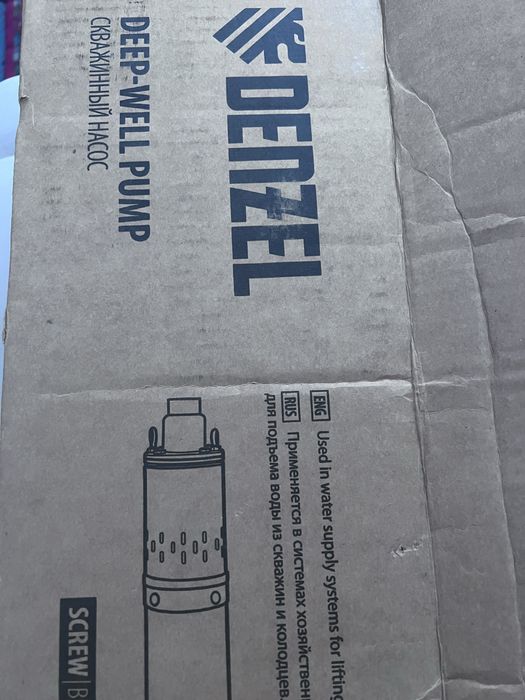 DENZEL
DEEP-WELL PUMP
СКВАЖИННЫЙ НАСОС
ENG Used in water supply systems for lifting
RUS Применяется в системах хозяйствен
для подъема воды из скважин и колодцев.
SCREW